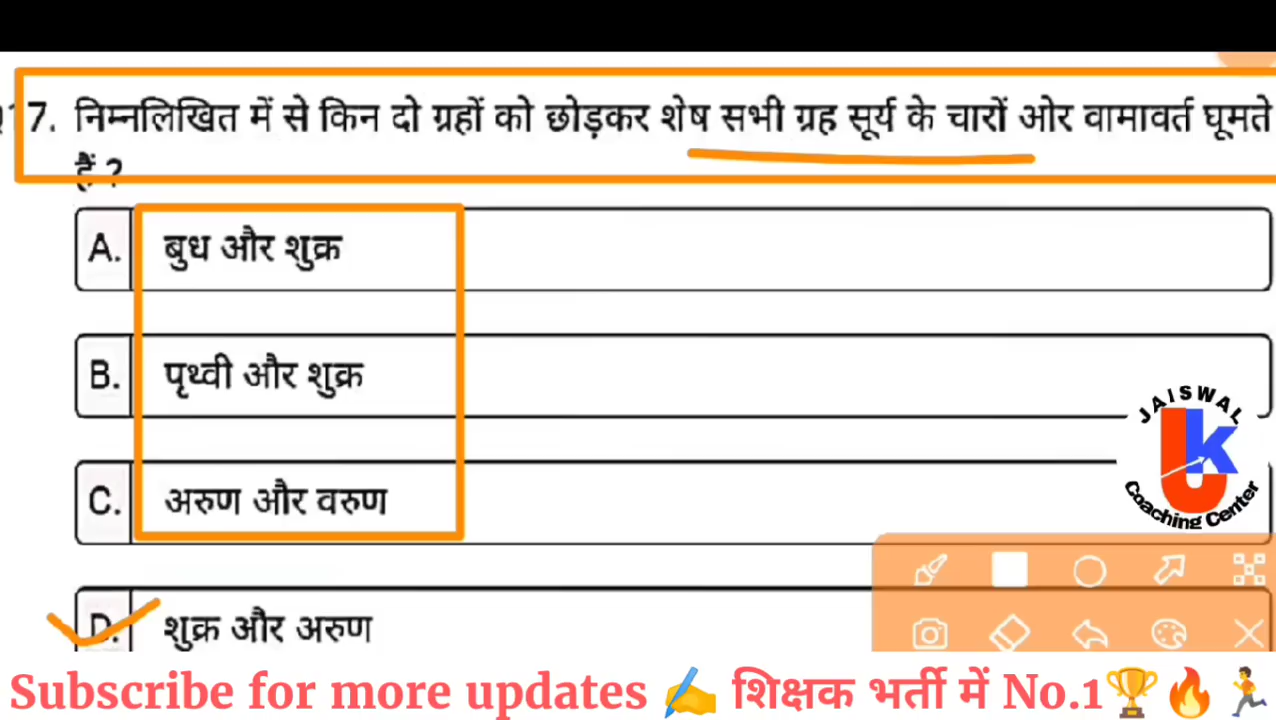 7. निम्नलिखित में से किन दो ग्रहों को छोड़कर शेष सभी ग्रह सूर्य के चारों ओर वामावर्त घूमते
हैं ?
A. बुध और शुक्र
B. पृथ्वी और शुक्र
C. अरुण और वरुण
D. शुक्र और अरुण
JAISWAL
UK
Coaching Center
Subscribe for more updates ✍️ शिक्षक भर्ती में No.1🏆🔥🏃